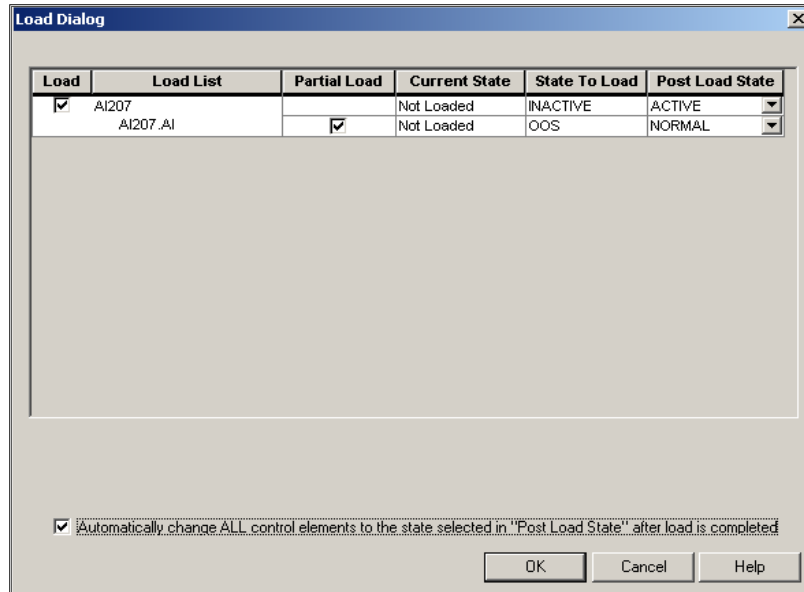 Load Dialog
Load Load List Partial Load Current State State To Load Post Load State
AI207 Not Loaded INACTIVE ACTIVE
AI207.AI Not Loaded OOS NORMAL
Automatically change ALL control elements to the state selected in "Post Load State" after load is completed
OK Cancel Help